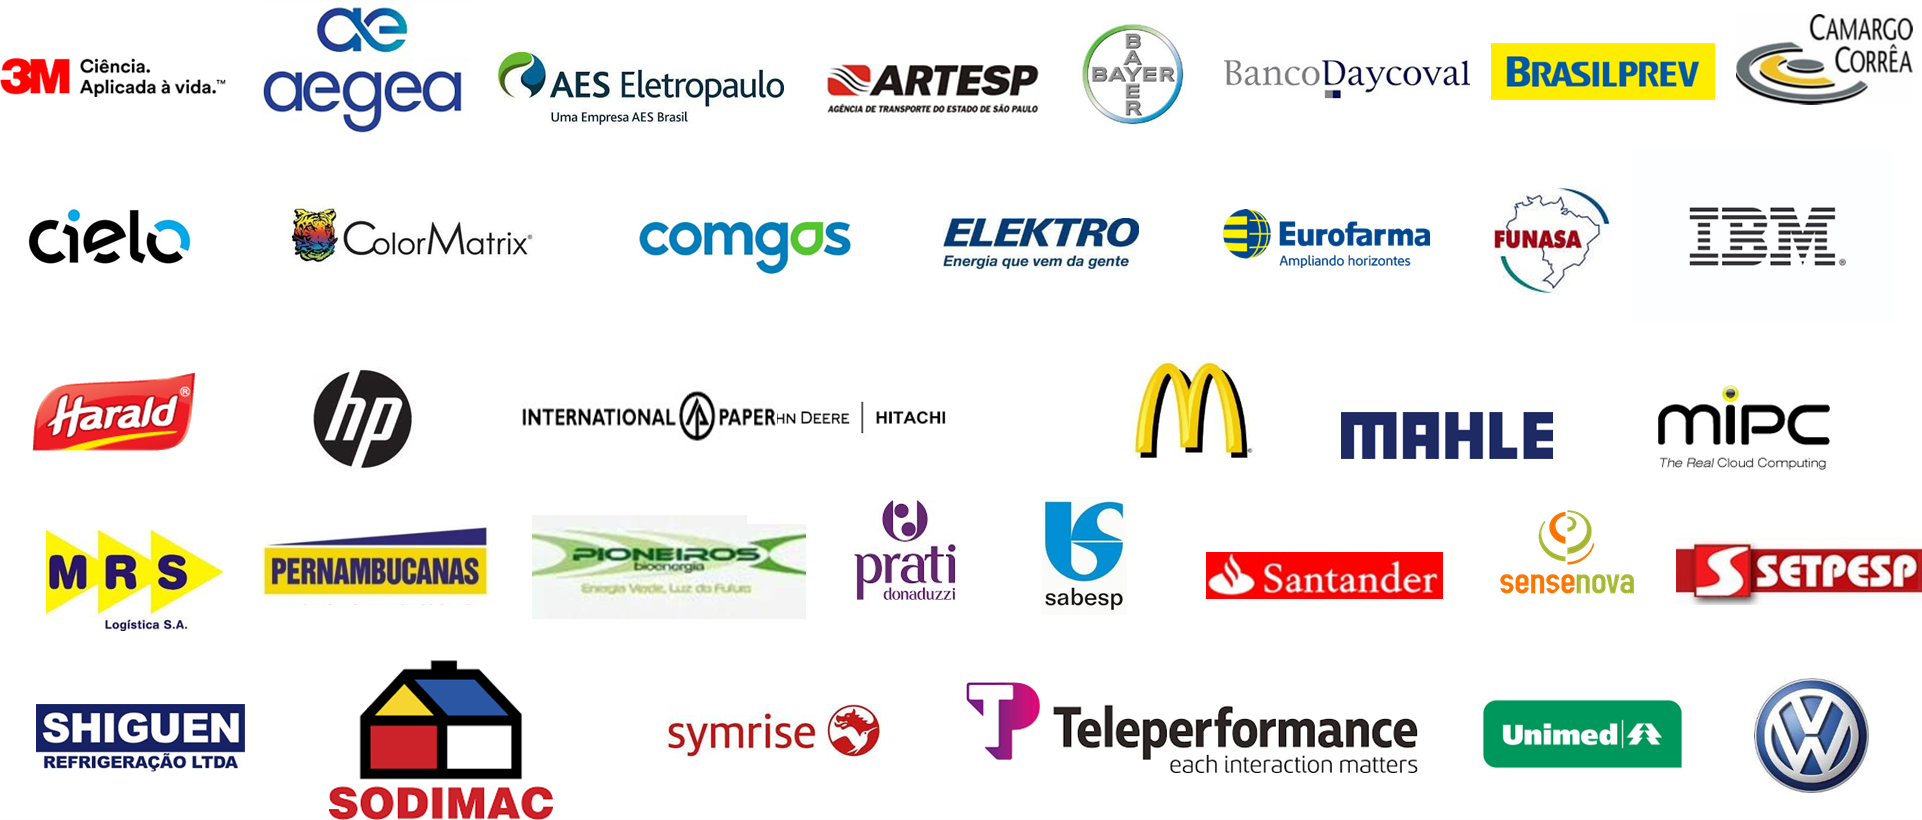 3M Ciência.
Aplicada à vida.™
ae
aegea
AES Eletropaulo
Uma Empresa AES Brasil
ARTESP
AGÊNCIA DE TRANSPORTE DO ESTADO DE SÃO PAULO
BAYER
BAYER
BancoDaycoval
BRASILPREV
CAMARGO
CORRÊA
cielo
COLORMATRIX®
comgas
ELEKTRO
Energia que vem da gente
Eurofarma
Ampliando horizontes
FUNASA
IBM®
Harald®
hp
INTERNATIONAL PAPER HN DEERE | HITACHI
M
MAHLE
MIPC
The Real Cloud Computing
MRS
Logística S.A.
PERNAMBUCANAS
PIONEIROS
bioenergia
Energia Verde, Luz do Futuro
prati
donaduzzi
sabesp
Santander
sensenova
S SETPESP
SHIGUEN
REFRIGERAÇÃO LTDA
SODIMAC
symrise
TP Teleperformance
each interaction matters
Unimed
VW